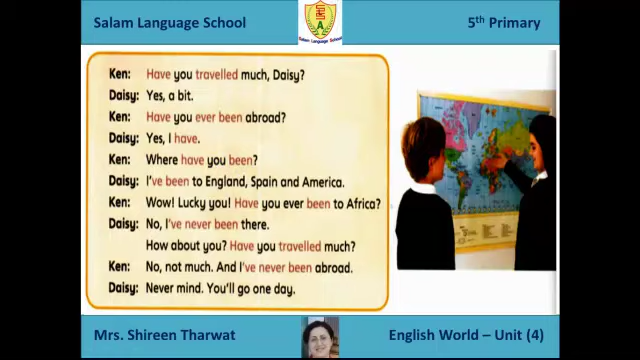 Salam Language School
Salam Language School
5th Primary
Ken: Have you travelled much, Daisy?
Daisy: Yes, a bit.
Ken: Have you ever been abroad?
Daisy: Yes, I have.
Ken: Where have you been?
Daisy: I've been to England, Spain and America.
Ken: Wow! Lucky you! Have you ever been to Africa?
Daisy: No, I've never been there.
How about you? Have you travelled much?
Ken: No, not much. And I've never been abroad.
Daisy: Never mind. You'll go one day.
Mrs. Shireen Tharwat
English World – Unit (4)